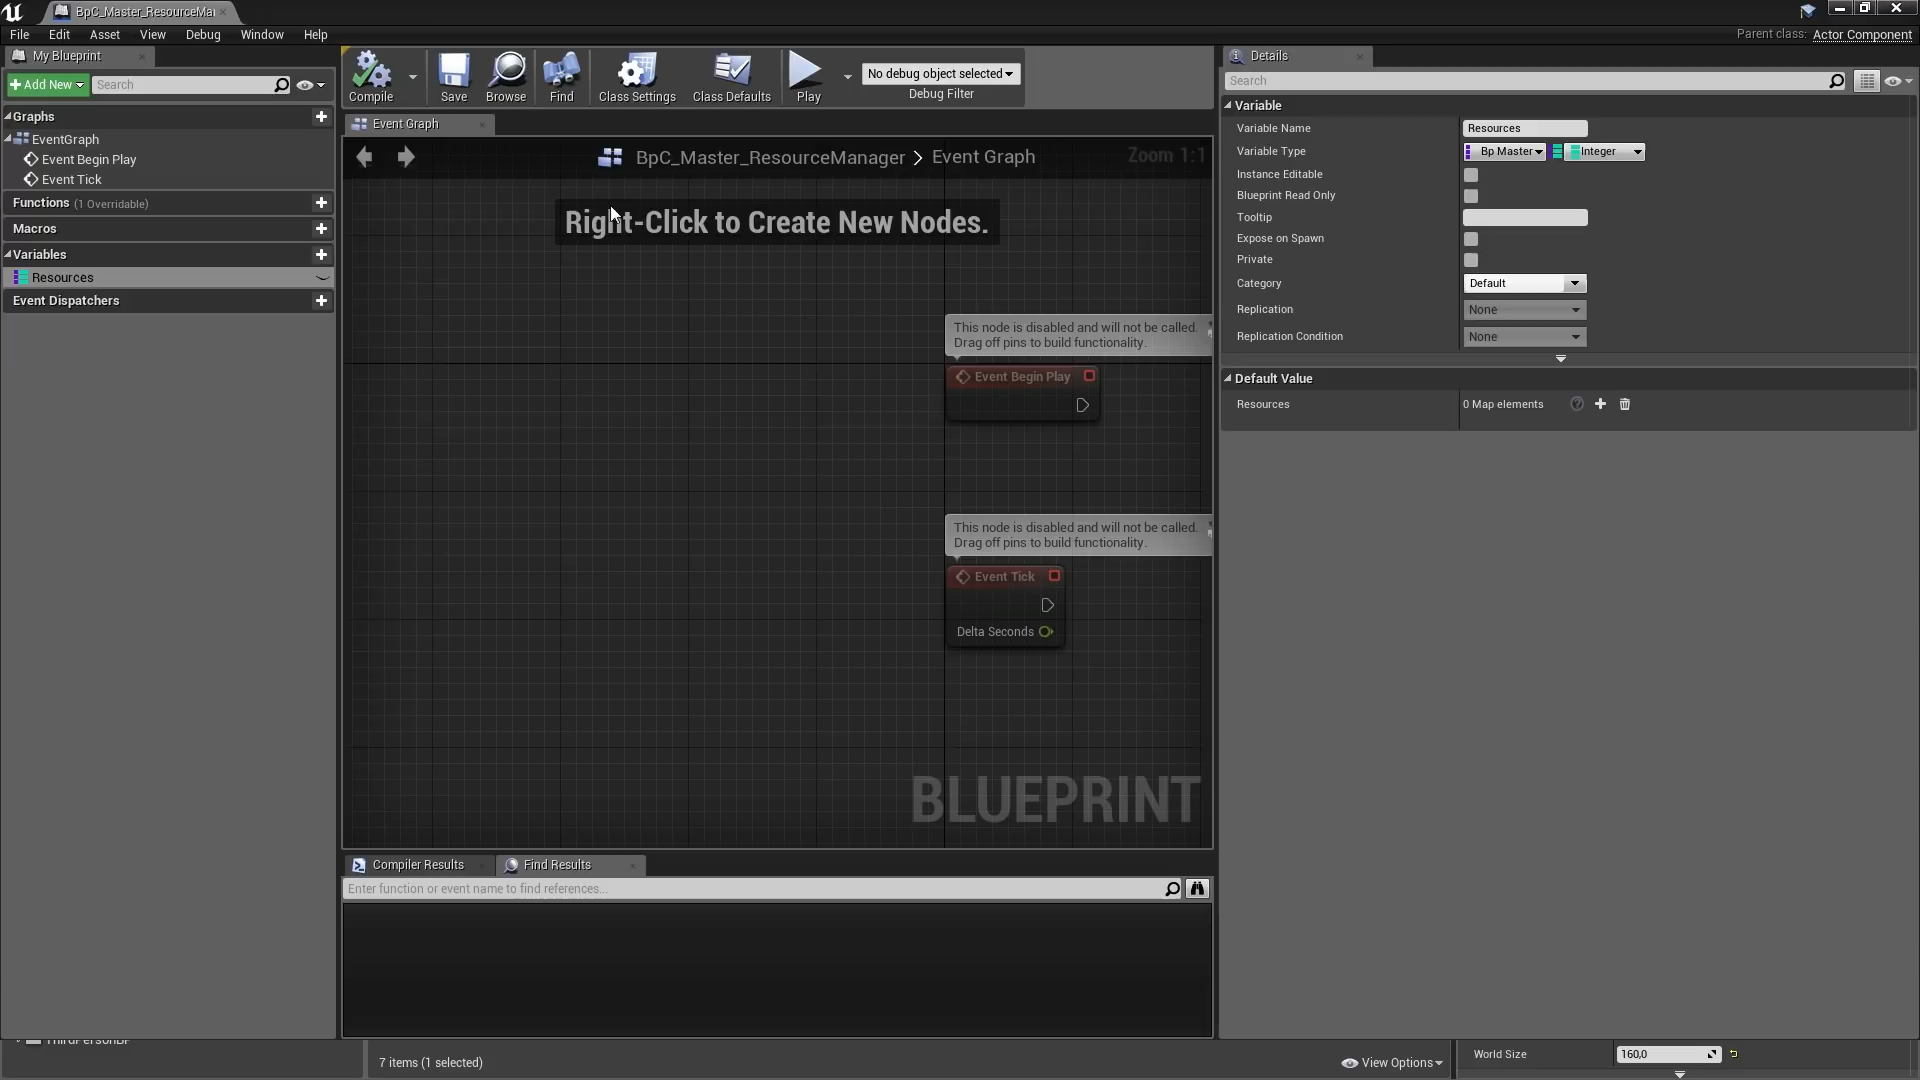 BpC_Master_ResourceMa
File Edit Asset View Debug Window Help
Parent class: Actor Component
My Blueprint
Add New Search
Graphs
EventGraph
Event Begin Play
Event Tick
Functions (1 Overridable)
Macros
Variables
Resources
Event Dispatchers
Compile Save Browse Find Class Settings Class Defaults Play
No debug object selected
Debug Filter
Event Graph
BpC_Master_ResourceManager > Event Graph
Zoom 1:1
Right-Click to Create New Nodes.
This node is disabled and will not be called.
Drag off pins to build functionality.
Event Begin Play
This node is disabled and will not be called.
Drag off pins to build functionality.
Event Tick
Delta Seconds
BLUEPRINT
Compiler Results Find Results
Enter function or event name to find references...
Details
Search
Variable
Variable Name Resources
Variable Type Bp Master Integer
Instance Editable
Blueprint Read Only
Tooltip
Expose on Spawn
Private
Category Default
Replication None
Replication Condition None
Default Value
Resources 0 Map elements
ThirdPersonBP
7 items (1 selected)
View Options
World Size 160,0